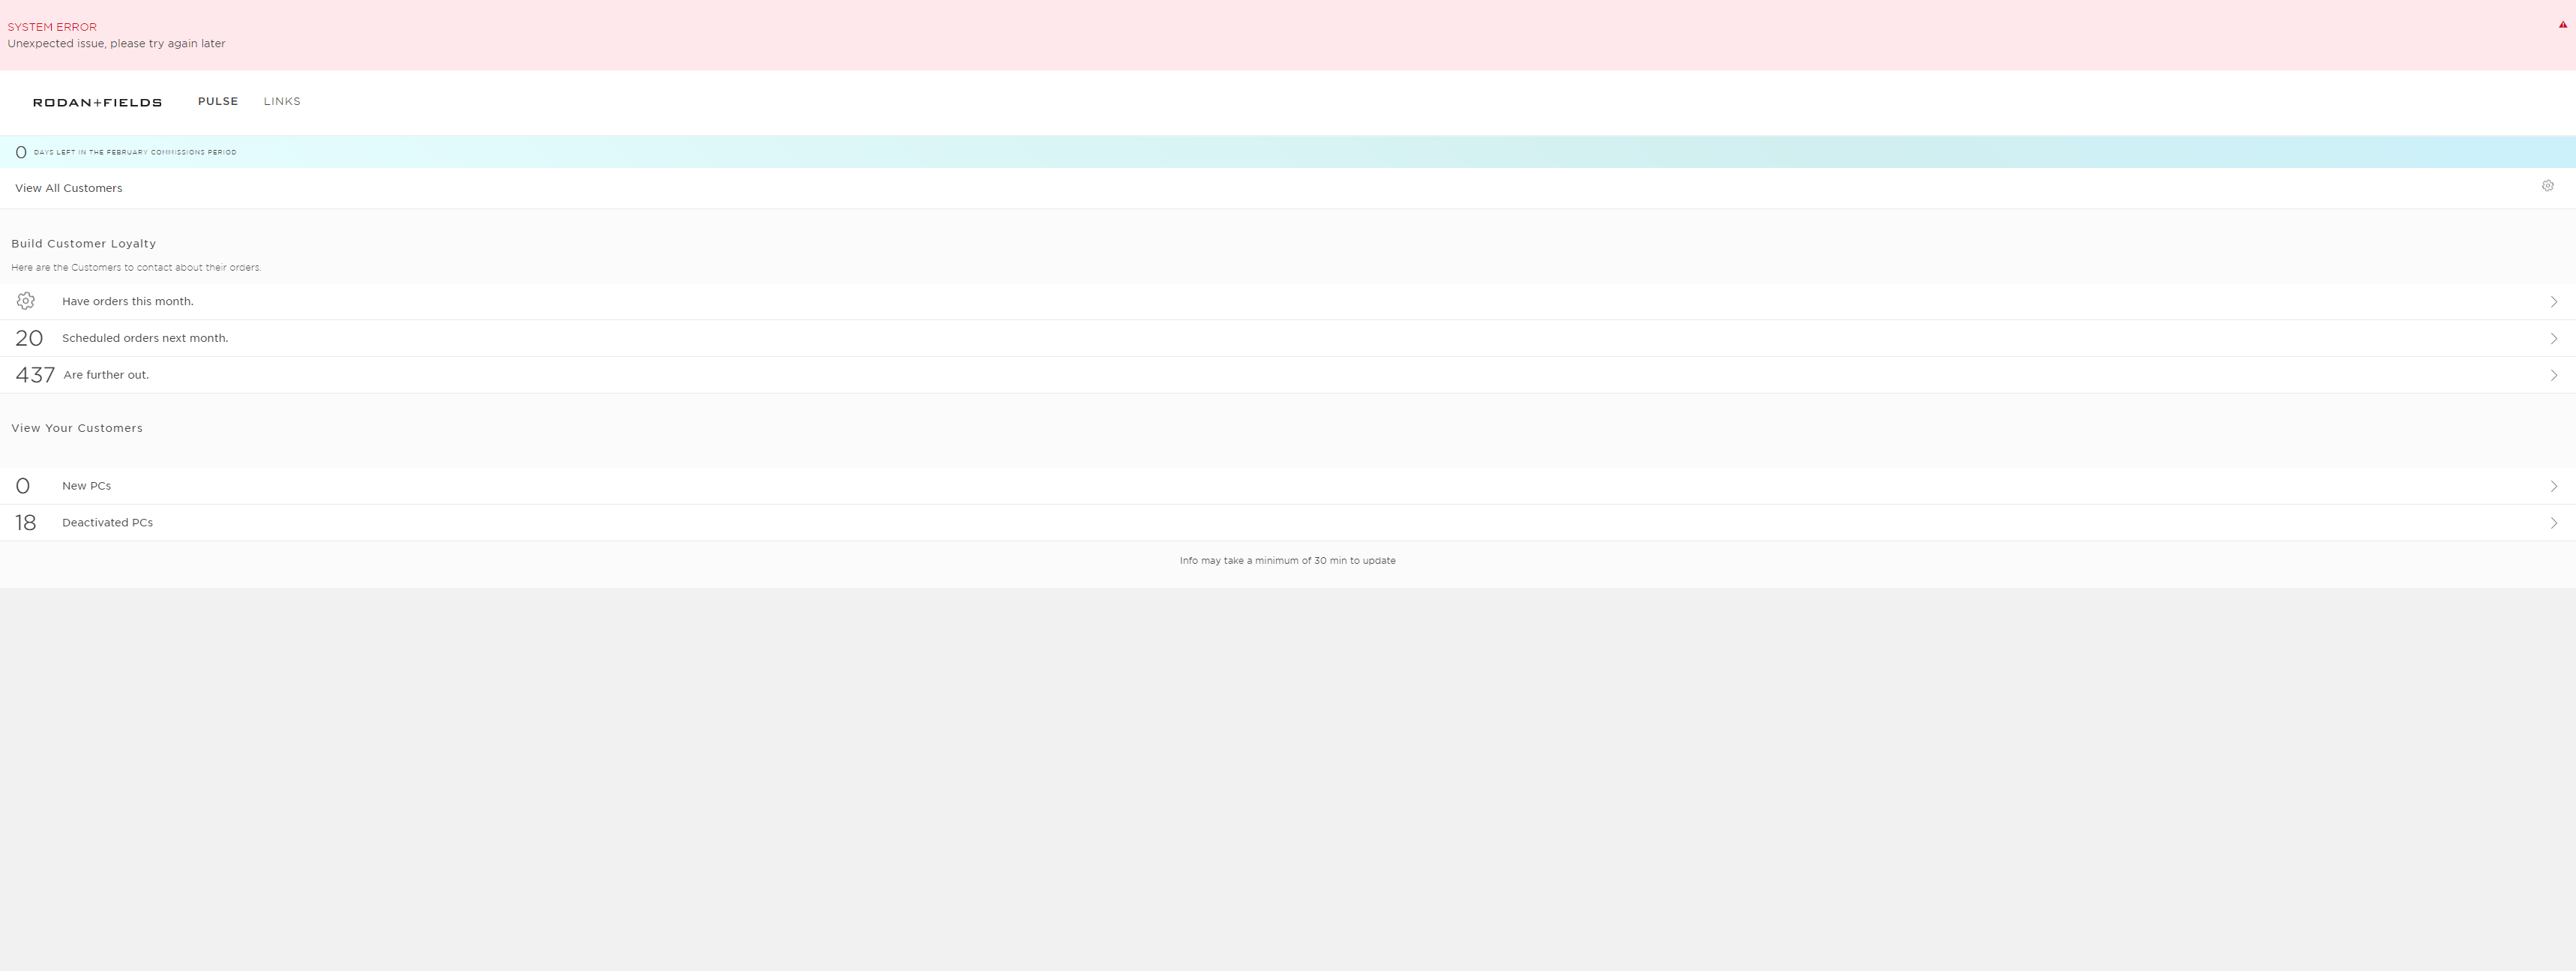 SYSTEM ERROR
Unexpected issue, please try again later
RODAN+FIELDS PULSE LINKS
0 DAYS LEFT IN THE FEBRUARY COMMISSIONS PERIOD
View All Customers
Build Customer Loyalty
Here are the Customers to contact about their orders.
Have orders this month.
20 Scheduled orders next month.
437 Are further out.
View Your Customers
0 New PCs
18 Deactivated PCs
Info may take a minimum of 30 min to update